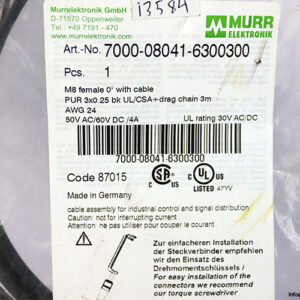 Murrelektronik GmbH
D-71570 Oppenweiler
Tel. +49 7191 - 470
www.murrelektronik.com
13584
MURR
ELEKTRONIK
Art.-No. 7000-08041-6300300
Pcs. 1
M8 female 0° with cable
PUR 3x0.25 bk UL/CSA+drag chain 3m
AWG 24
50V AC/60V DC /4A UL rating 30V AC/DC
7000-08041-6300300
Code 87015
Made in Germany
LISTED 47YV
cable assembly for industrial control and signal distribution
Caution: not for interrupting current
Attention: ne pas utiliser pour couper le courant
Zur einfacheren Installation
der Steckverbinder empfehlen
wir den Einsatz des
Drehmomentschlüssels /
For easy installation of the
connectors we recommend
our torque screwdriver